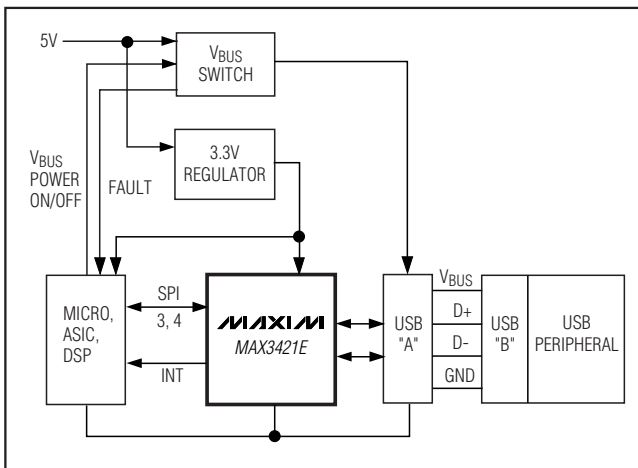 5V
VBUS
SWITCH
3.3V
REGULATOR
VBUS
POWER
ON/OFF
FAULT
MICRO,
ASIC,
DSP
SPI
3, 4
INT
MAXIM
MAX3421E
USB
"A"
VBUS
D+
D-
GND
USB
"B"
USB
PERIPHERAL